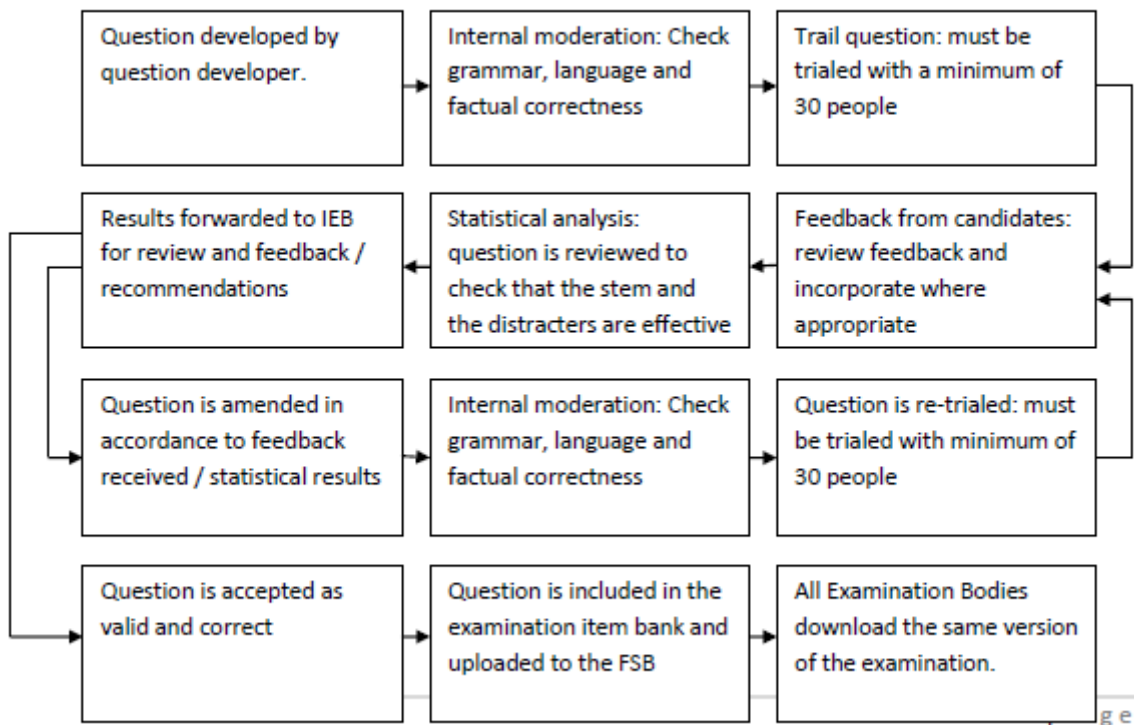 Question developed by
question developer.
Internal moderation: Check
grammar, language and
factual correctness
Trail question: must be
trialed with a minimum of
30 people
Results forwarded to IEB
for review and feedback /
recommendations
Statistical analysis:
question is reviewed to
check that the stem and
the distracters are effective
Feedback from candidates:
review feedback and
incorporate where
appropriate
Question is amended in
accordance to feedback
received / statistical results
Internal moderation: Check
grammar, language and
factual correctness
Question is re-trialed: must
be trialed with minimum of
30 people
Question is accepted as
valid and correct
Question is included in the
examination item bank and
uploaded to the FSB
All Examination Bodies
download the same version
of the examination.
g e